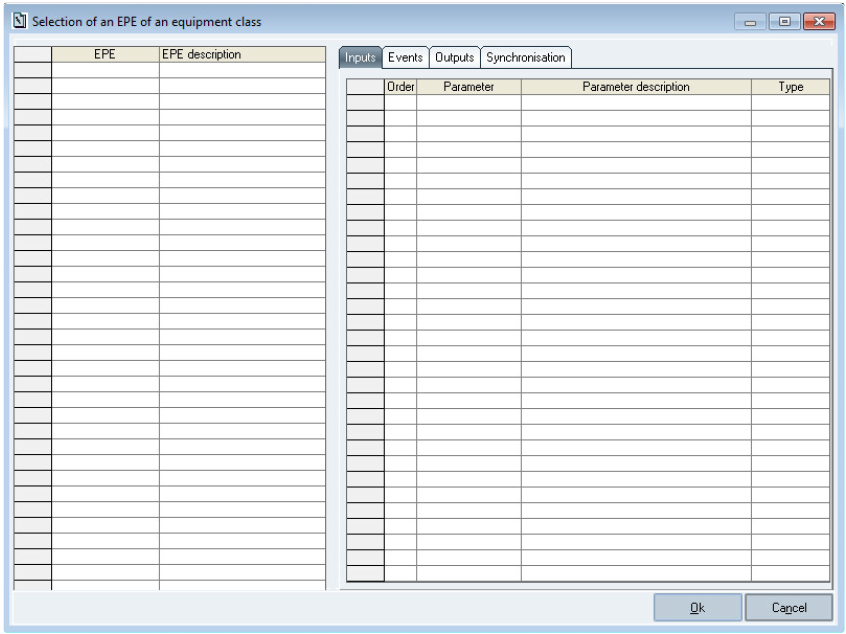 Selection of an EPE of an equipment class
EPE EPE description
Inputs Events Outputs Synchronisation
Order Parameter Parameter description Type
Ok Cancel